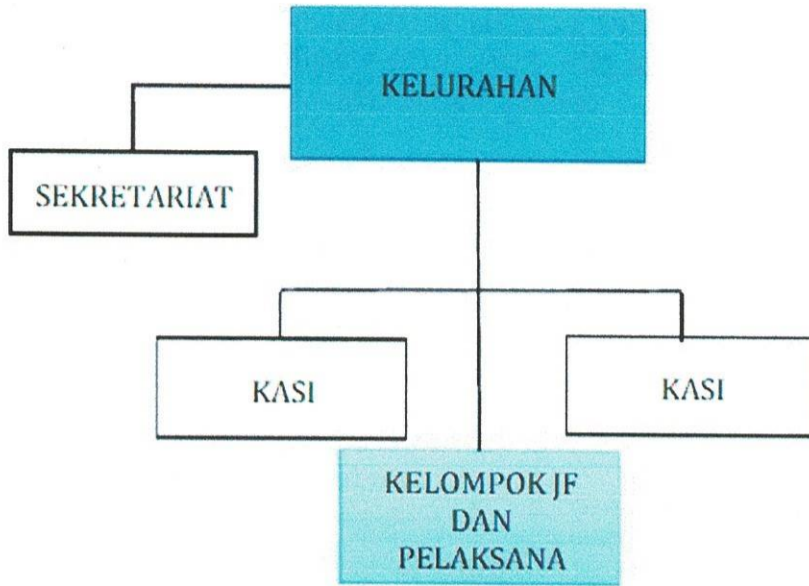 KELURAHAN
SEKRETARIAT
KASI
KASI
KELOMPOK JF
DAN
PELAKSANA